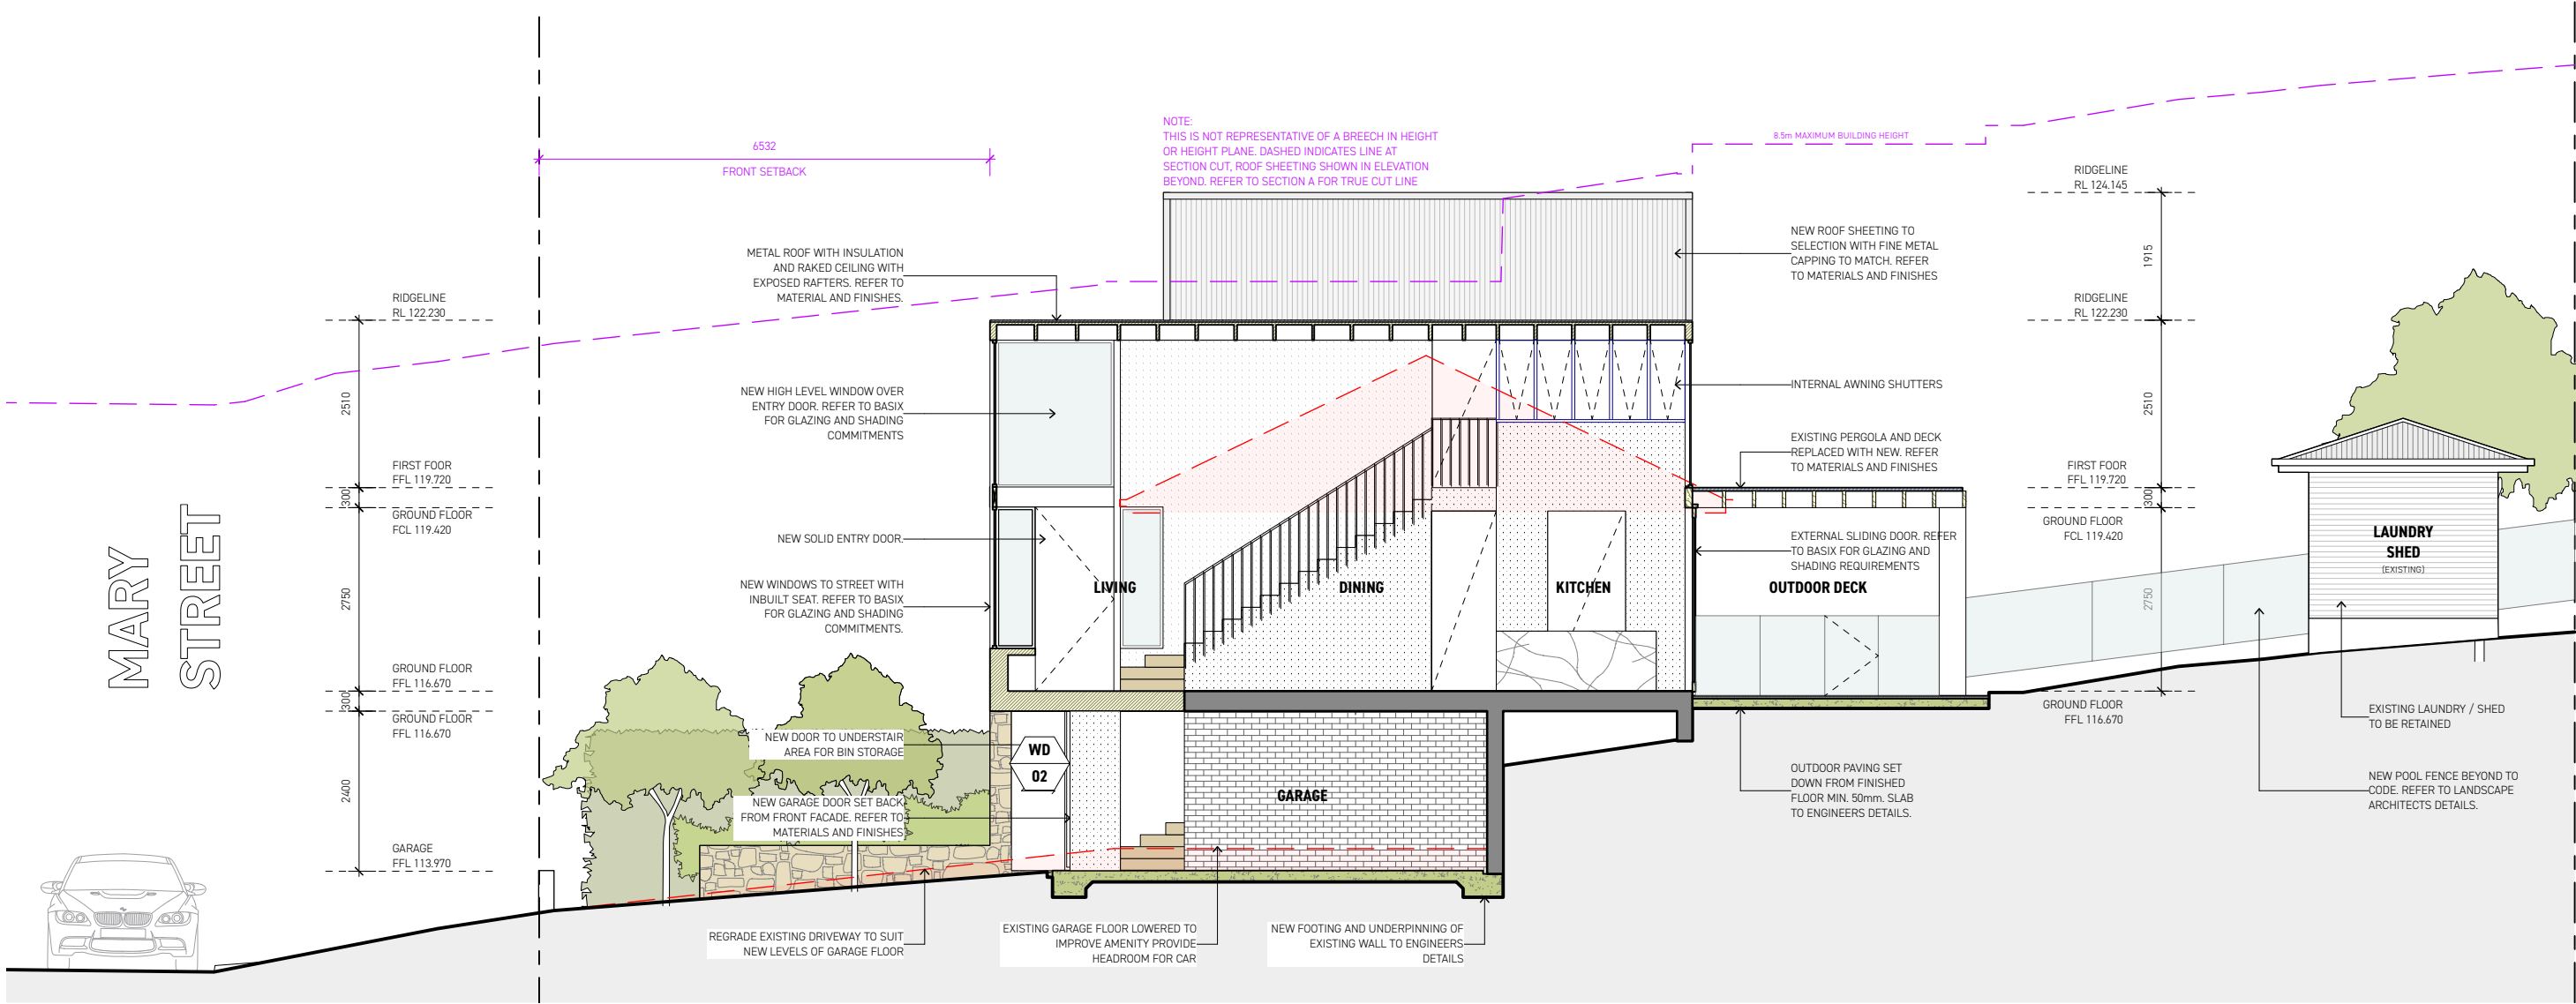 MARY
STREET
6532
FRONT SETBACK
NOTE:
THIS IS NOT REPRESENTATIVE OF A BREECH IN HEIGHT
OR HEIGHT PLANE. DASHED INDICATES LINE AT
SECTION CUT, ROOF SHEETING SHOWN IN ELEVATION
BEYOND. REFER TO SECTION A FOR TRUE CUT LINE
8.5m MAXIMUM BUILDING HEIGHT
RIDGELINE
RL 122.230
2510
FIRST FOOR
FFL 119.720
300
GROUND FLOOR
FCL 119.420
2750
GROUND FLOOR
FFL 116.670
300
GROUND FLOOR
FFL 116.670
2400
GARAGE
FFL 113.970
METAL ROOF WITH INSULATION
AND RAKED CEILING WITH
EXPOSED RAFTERS. REFER TO
MATERIAL AND FINISHES.
NEW HIGH LEVEL WINDOW OVER
ENTRY DOOR. REFER TO BASIX
FOR GLAZING AND SHADING
COMMITMENTS
NEW SOLID ENTRY DOOR.
NEW WINDOWS TO STREET WITH
INBUILT SEAT. REFER TO BASIX
FOR GLAZING AND SHADING
COMMITMENTS.
NEW DOOR TO UNDERSTAIR
AREA FOR BIN STORAGE
WD
02
NEW GARAGE DOOR SET BACK
FROM FRONT FACADE. REFER TO
MATERIALS AND FINISHES
REGRADE EXISTING DRIVEWAY TO SUIT
NEW LEVELS OF GARAGE FLOOR
EXISTING GARAGE FLOOR LOWERED TO
IMPROVE AMENITY PROVIDE
HEADROOM FOR CAR
NEW FOOTING AND UNDERPINNING OF
EXISTING WALL TO ENGINEERS
DETAILS
LIVING
DINING
KITCHEN
OUTDOOR DECK
GARAGE
NEW ROOF SHEETING TO
SELECTION WITH FINE METAL
CAPPING TO MATCH. REFER
TO MATERIALS AND FINISHES
INTERNAL AWNING SHUTTERS
EXISTING PERGOLA AND DECK
REPLACED WITH NEW. REFER
TO MATERIALS AND FINISHES
EXTERNAL SLIDING DOOR. REFER
TO BASIX FOR GLAZING AND
SHADING REQUIREMENTS
OUTDOOR PAVING SET
DOWN FROM FINISHED
FLOOR MIN. 50mm. SLAB
TO ENGINEERS DETAILS.
RIDGELINE
RL 124.145
1915
RIDGELINE
RL 122.230
2510
FIRST FOOR
FFL 119.720
300
GROUND FLOOR
FCL 119.420
2750
GROUND FLOOR
FFL 116.670
LAUNDRY
SHED
(EXISTING)
EXISTING LAUNDRY / SHED
TO BE RETAINED
NEW POOL FENCE BEYOND TO
CODE. REFER TO LANDSCAPE
ARCHITECTS DETAILS.